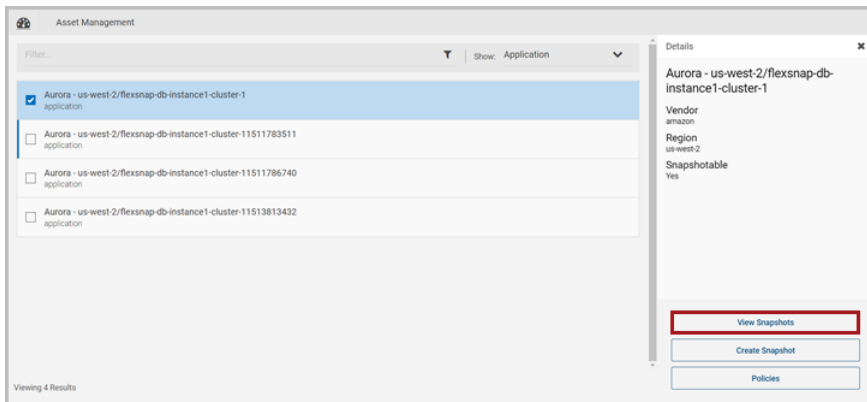 Asset Management
Filter...
Show: Application
Aurora - us-west-2/flexsnap-db-instance1-cluster-1
application
Aurora - us-west-2/flexsnap-db-instance1-cluster-11511783511
application
Aurora - us-west-2/flexsnap-db-instance1-cluster-11511786740
application
Aurora - us-west-2/flexsnap-db-instance1-cluster-11513813432
application
Viewing 4 Results
Details
Aurora - us-west-2/flexsnap-db-
instance1-cluster-1
Vendor
amazon
Region
us-west-2
Snapshotable
Yes
View Snapshots
Create Snapshot
Policies